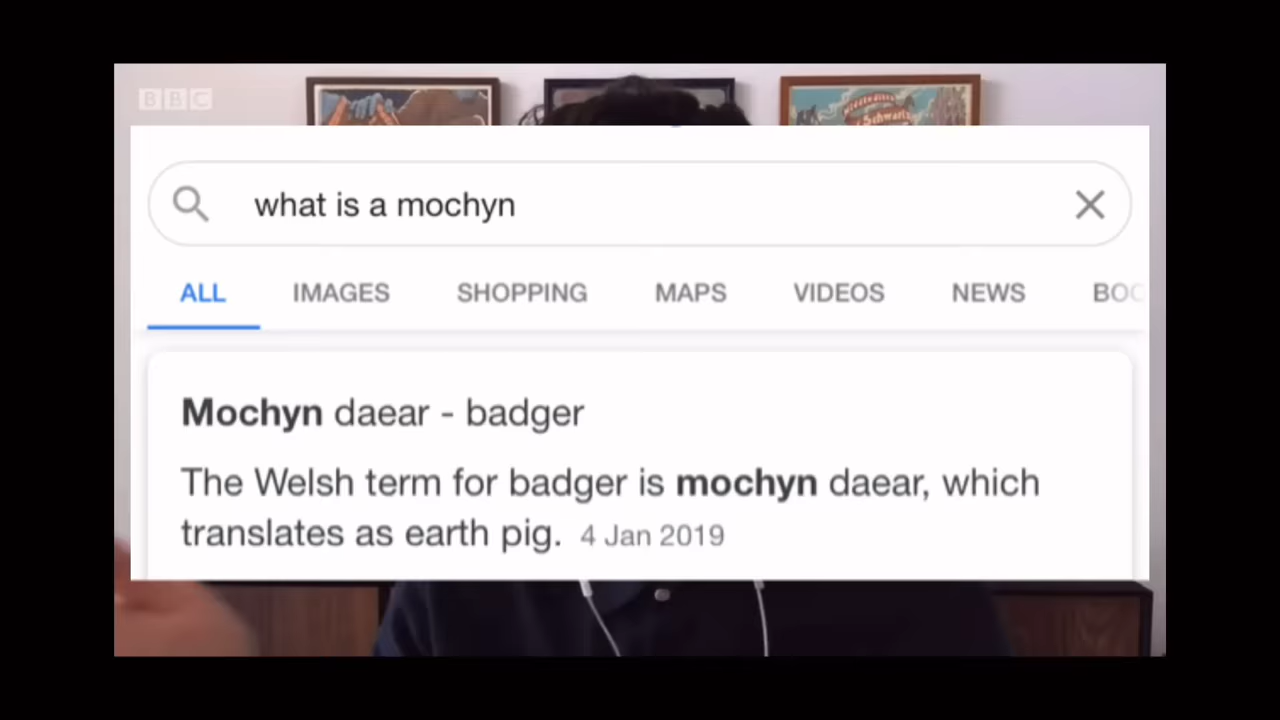 BBC
what is a mochyn
ALL IMAGES SHOPPING MAPS VIDEOS NEWS BOO
Mochyn daear - badger
The Welsh term for badger is mochyn daear, which
translates as earth pig. 4 Jan 2019